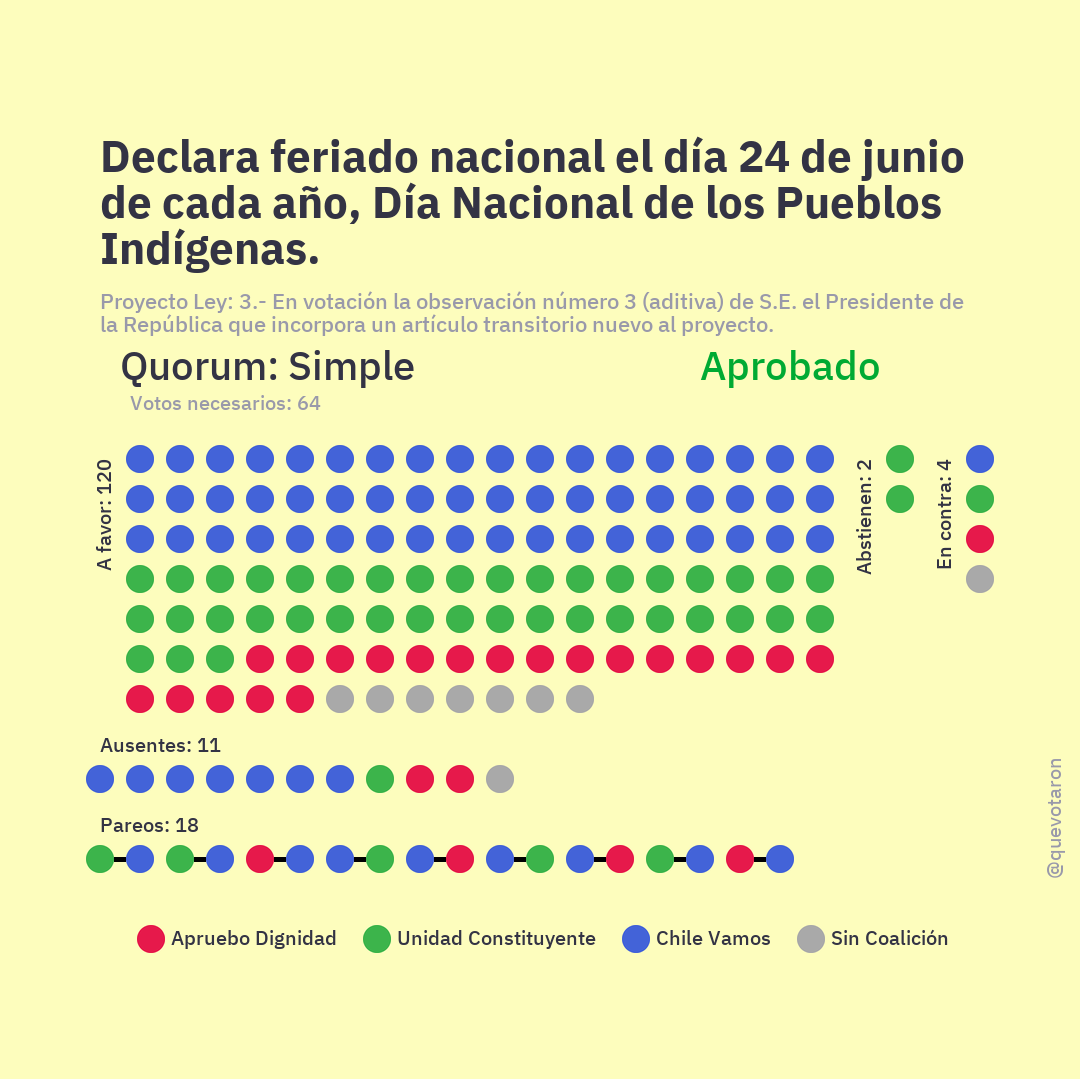 Declara feriado nacional el día 24 de junio
de cada año, Día Nacional de los Pueblos
Indígenas.
Proyecto Ley: 3.- En votación la observación número 3 (aditiva) de S.E. el Presidente de
la República que incorpora un artículo transitorio nuevo al proyecto.
Quorum: Simple
Aprobado
Votos necesarios: 64
A favor: 120
Abstienen: 2
En contra: 4
Ausentes: 11
Pareos: 18
@quevotaron
Apruebo Dignidad
Unidad Constituyente
Chile Vamos
Sin Coalición